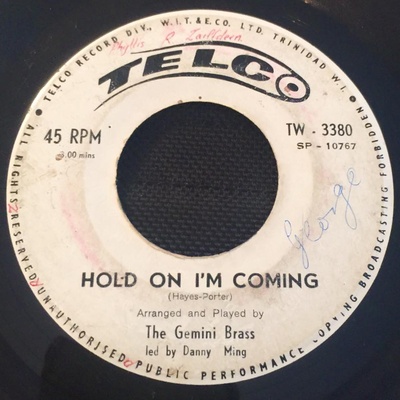 TELCO RECORD DIV., W.I.T. & E.CO. LTD. TRINIDAD W.I.
Phyllis
TELCO
45 RPM
TW - 3380
3.00 mins
SP - 10767
George
HOLD ON I'M COMING
(Hayes-Porter)
Arranged and Played by
The Gemini Brass
led by Danny Ming
ALL RIGHTS RESERVED UNAUTHORISED PUBLIC PERFORMANCE COPYING BROADCASTING FORBIDDEN